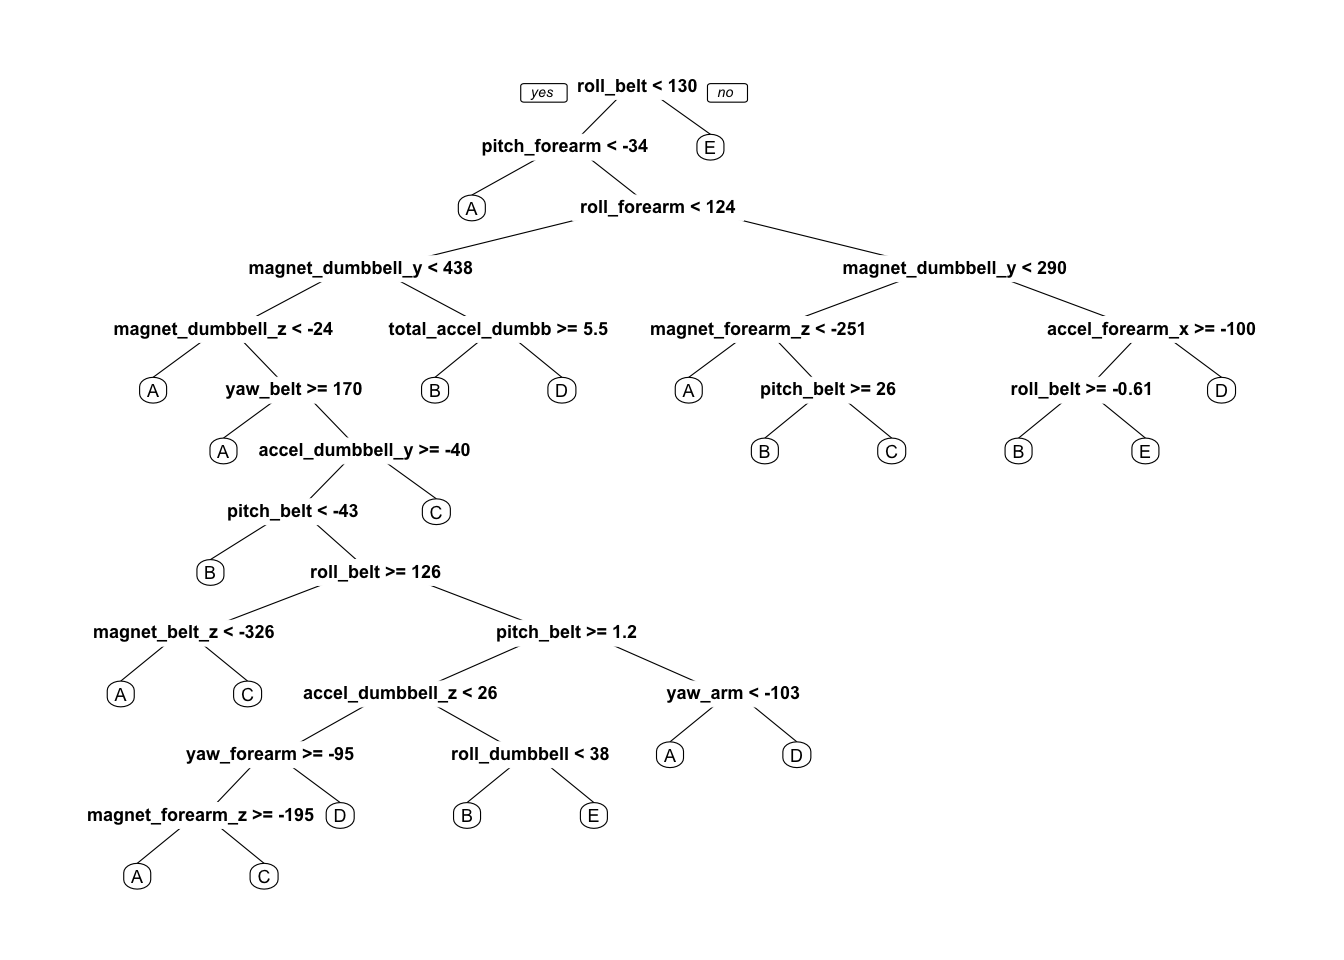 yes roll_belt < 130 no
pitch_forearm < -34 E
A roll_forearm < 124
magnet_dumbbell_y < 438 magnet_dumbbell_y < 290
magnet_dumbbell_z < -24 total_accel_dumbb >= 5.5 magnet_forearm_z < -251 accel_forearm_x >= -100
A yaw_belt >= 170 B D A pitch_belt >= 26 roll_belt >= -0.61 D
A accel_dumbbell_y >= -40 B C B E
pitch_belt < -43 C
B roll_belt >= 126
magnet_belt_z < -326 pitch_belt >= 1.2
A C accel_dumbbell_z < 26 yaw_arm < -103
yaw_forearm >= -95 roll_dumbbell < 38 A D
magnet_forearm_z >= -195 D B E
A C